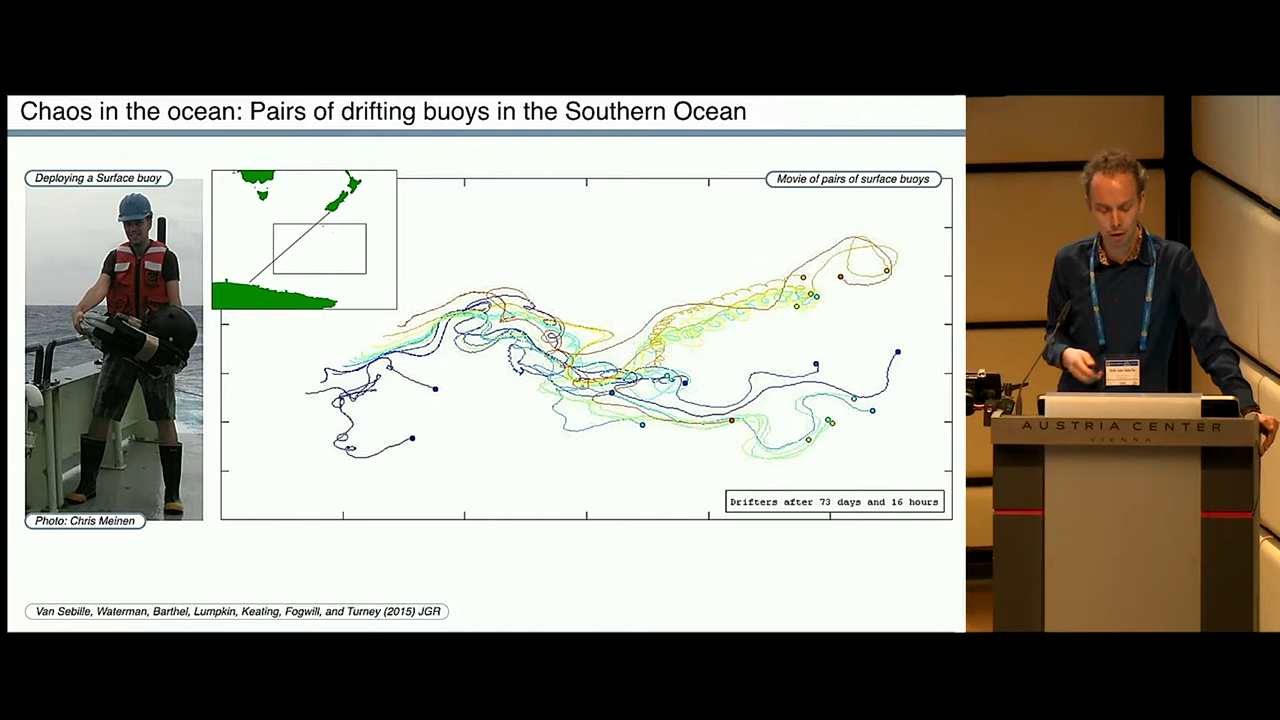 Chaos in the ocean: Pairs of drifting buoys in the Southern Ocean
Deploying a Surface buoy
Movie of pairs of surface buoys
Drifters after 73 days and 16 hours
Photo: Chris Meinen
Van Sebille, Waterman, Barthel, Lumpkin, Keating, Fogwill, and Turney (2015) JGR
AUSTRIA CENTER
VIENNA